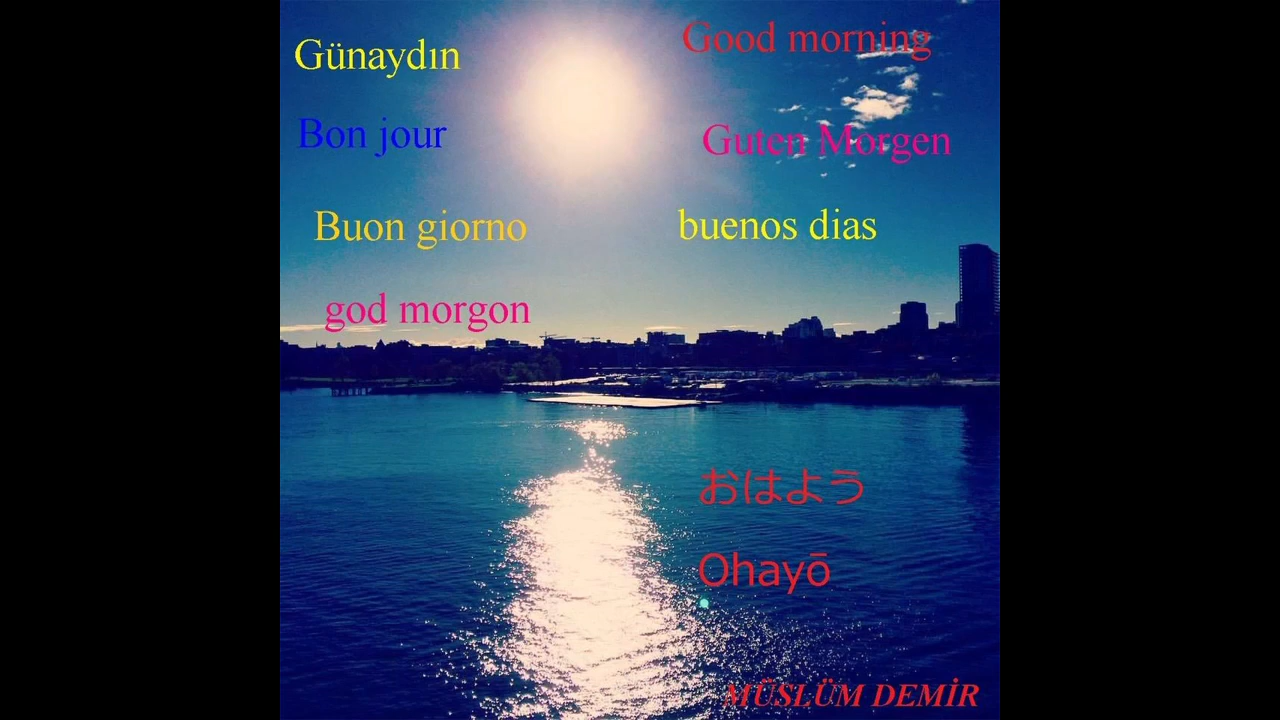 Günaydın
Good morning
Bon jour
Guten Morgen
Buon giorno
buenos dias
god morgon
おはよう
Ohayō
MÜSLÜM DEMİR